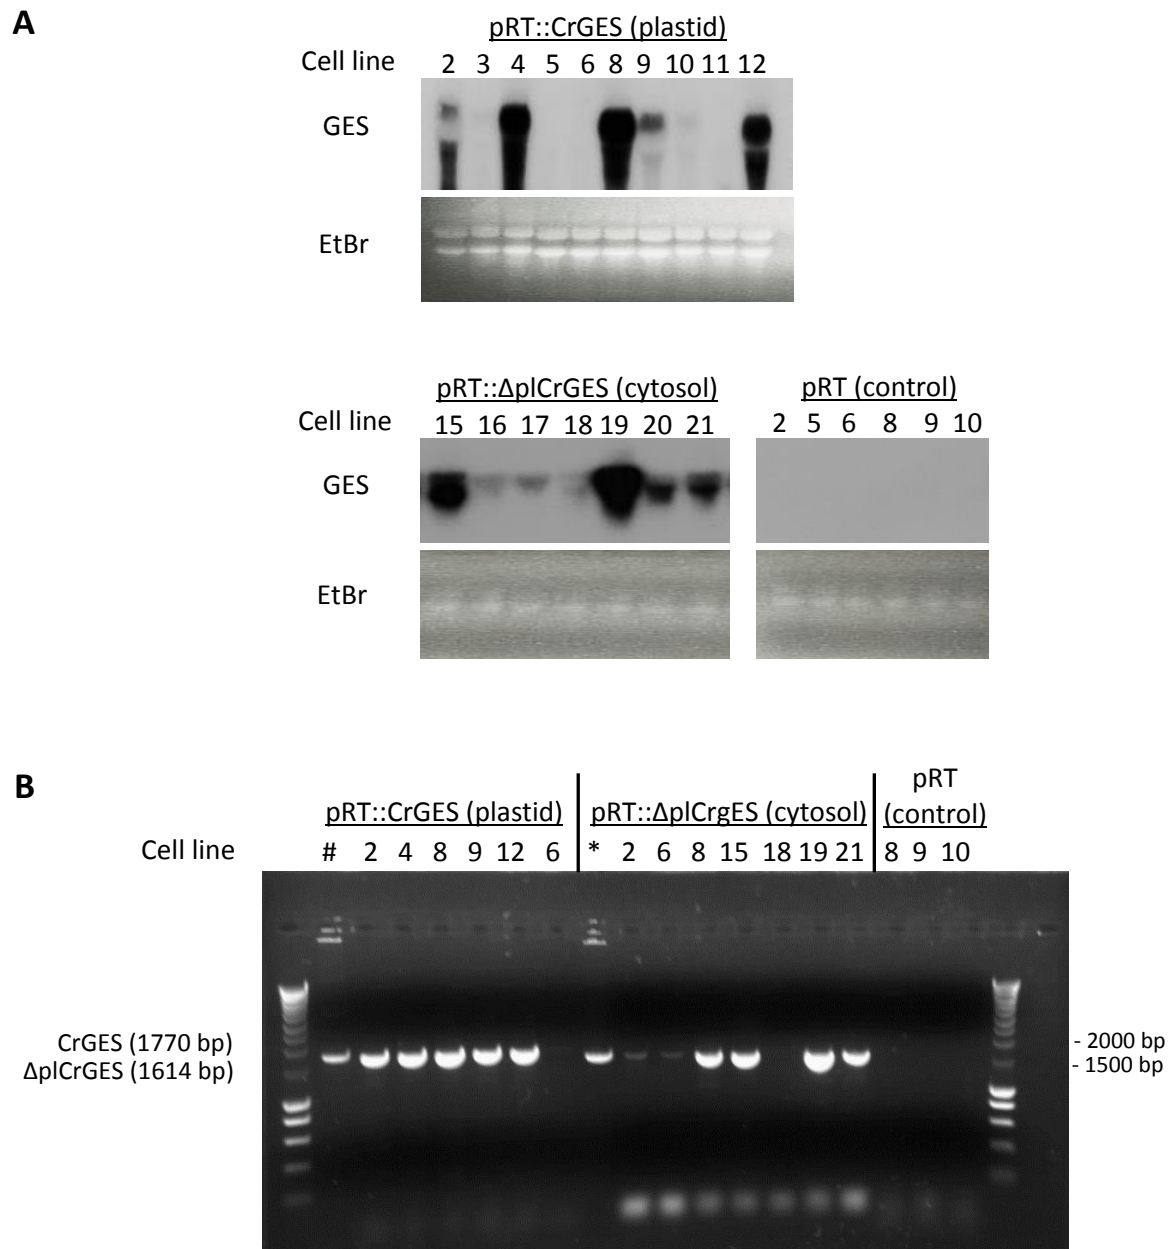 A
pRT::CrGES (plastid)
Cell line 2 3 4 5 6 8 9 10 11 12
GES
EtBr
pRT::ΔplCrGES (cytosol) pRT (control)
Cell line 15 16 17 18 19 20 21 2 5 6 8 9 10
GES
EtBr
B
pRT
pRT::CrGES (plastid) pRT::ΔplCrgES (cytosol) (control)
Cell line # 2 4 8 9 12 6 * 2 6 8 15 18 19 21 8 9 10
CrGES (1770 bp) - 2000 bp
ΔplCrGES (1614 bp) - 1500 bp